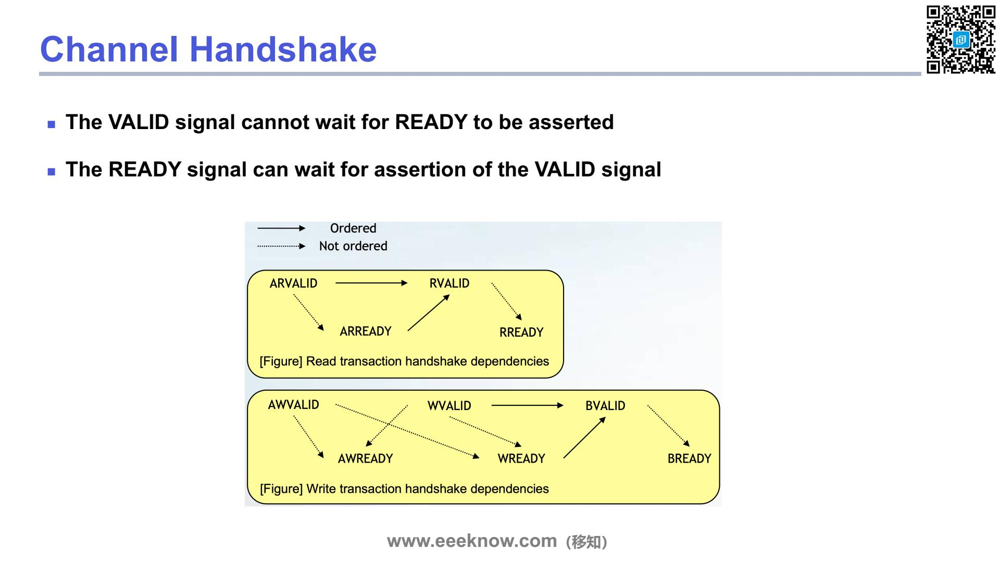 Channel Handshake
The VALID signal cannot wait for READY to be asserted
The READY signal can wait for assertion of the VALID signal
Ordered
Not ordered
ARVALID RVALID
ARREADY RREADY
[Figure] Read transaction handshake dependencies
AWVALID WVALID BVALID
AWREADY WREADY BREADY
[Figure] Write transaction handshake dependencies
www.eeeknow.com (移知)